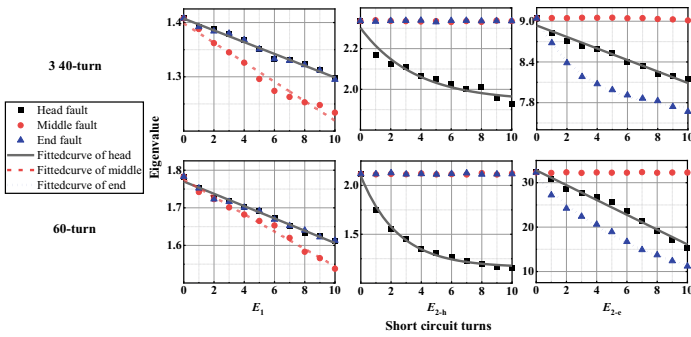 3 40-turn
Head fault
Middle fault
End fault
Fittedcurve of head
Fittedcurve of middle
Fittedcurve of end
60-turn
Eigenvalue
1.4
1.3
0 2 4 6 8 10
2.2
2.0
0 2 4 6 8 10
9.0
8.4
7.8
0 2 4 6 8 10
1.8
1.7
1.6
1.5
0 2 4 6 8 10
E1
2.0
1.5
0 2 4 6 8 10
E2-h
30
20
10
0 2 4 6 8 10
E2-e
Short circuit turns